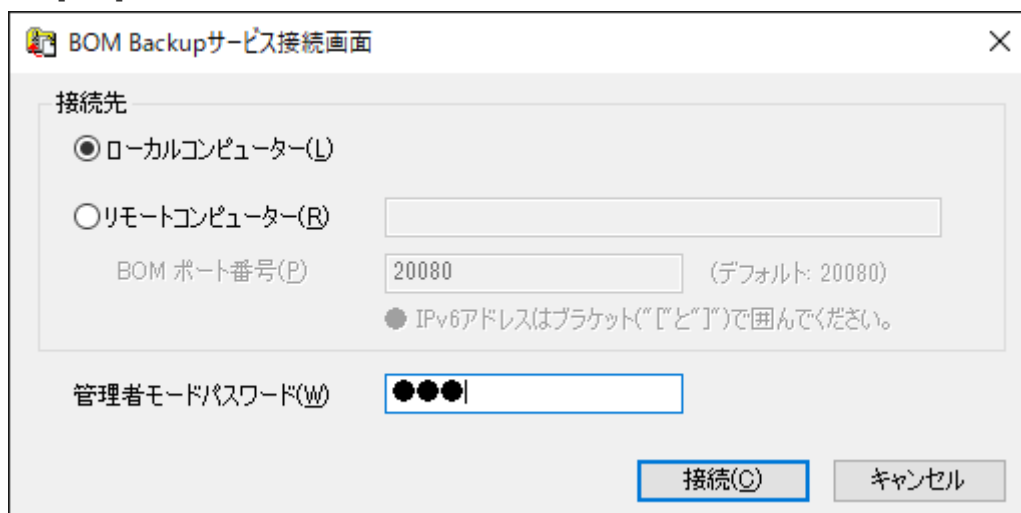 BOM Backupサービス接続画面
接続先
ローカルコンピューター(L)
リモートコンピューター(R)
BOM ポート番号(P) 20080 (デフォルト: 20080)
● IPv6アドレスはブラケット("["と"]")で囲んでください。
管理者モードパスワード(W) ●●●
接続(C) キャンセル